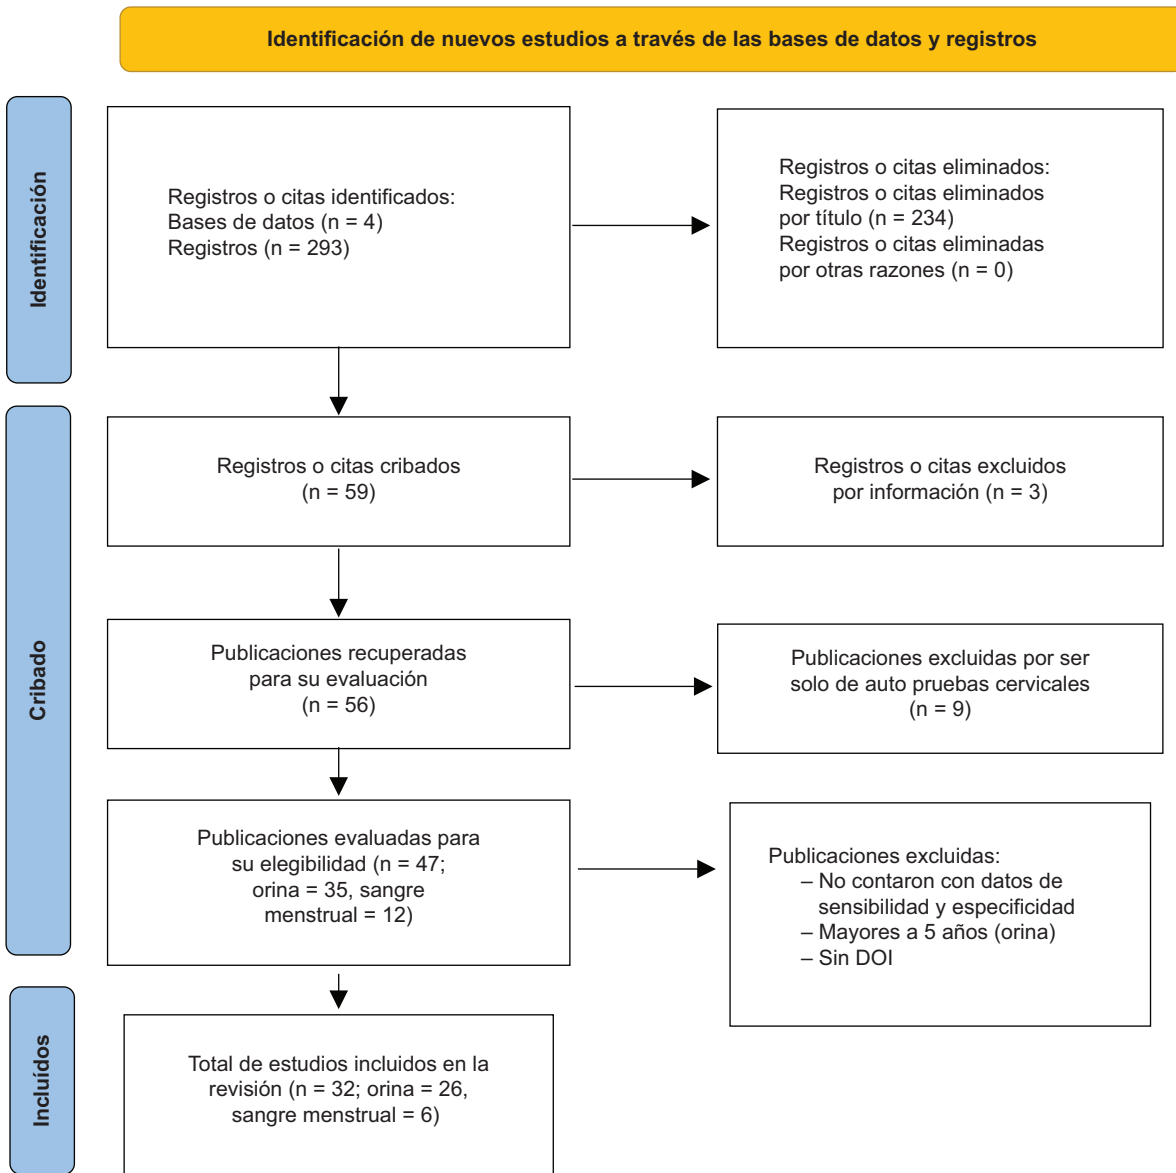 Identificación de nuevos estudios a través de las bases de datos y registros
Identificación
Registros o citas identificados:
Bases de datos (n = 4)
Registros (n = 293)
Registros o citas eliminados:
Registros o citas eliminados
por título (n = 234)
Registros o citas eliminadas
por otras razones (n = 0)
Cribado
Registros o citas cribados
(n = 59)
Registros o citas excluidos
por información (n = 3)
Publicaciones recuperadas
para su evaluación
(n = 56)
Publicaciones excluidas por ser
solo de auto pruebas cervicales
(n = 9)
Publicaciones evaluadas para
su elegibilidad (n = 47;
orina = 35, sangre
menstrual = 12)
Publicaciones excluidas:
– No contaron con datos de
sensibilidad y especificidad
– Mayores a 5 años (orina)
– Sin DOI
Incluídos
Total de estudios incluidos en la
revisión (n = 32; orina = 26,
sangre menstrual = 6)